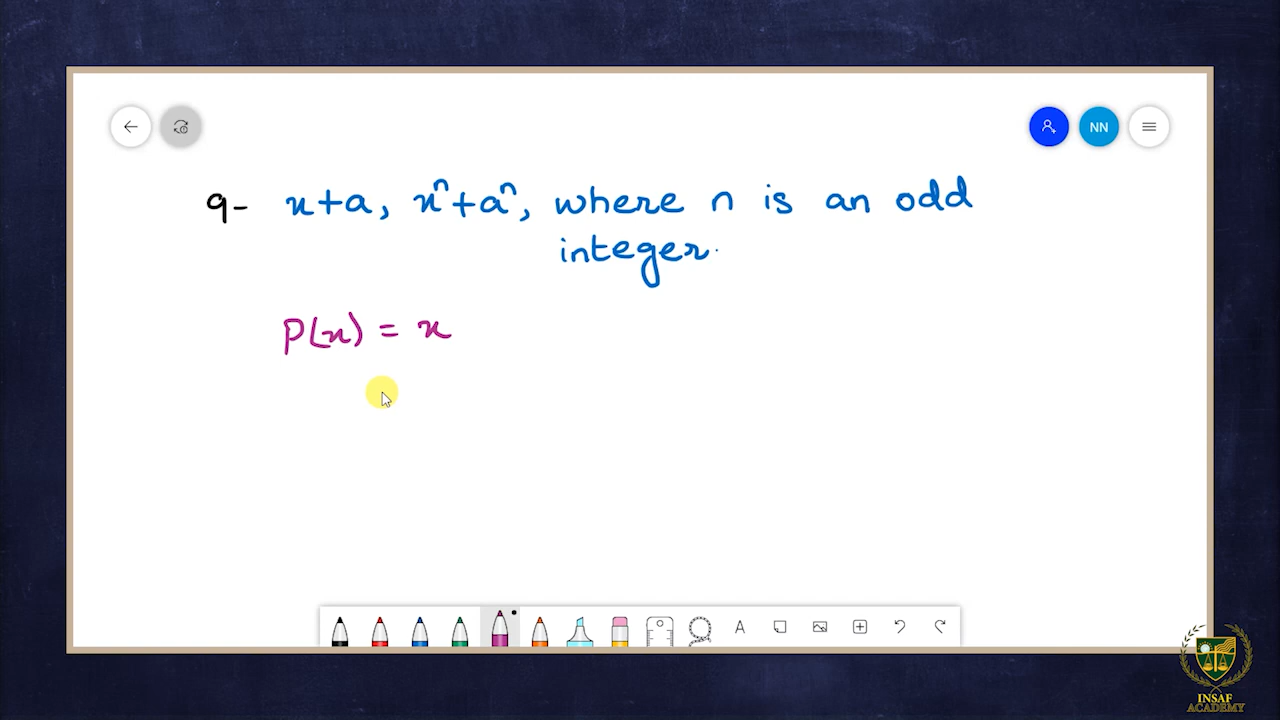 NN
9- x+a, xⁿ+aⁿ, where n is an odd
integer.
P(x) = x
A
INSAF
ACADEMY